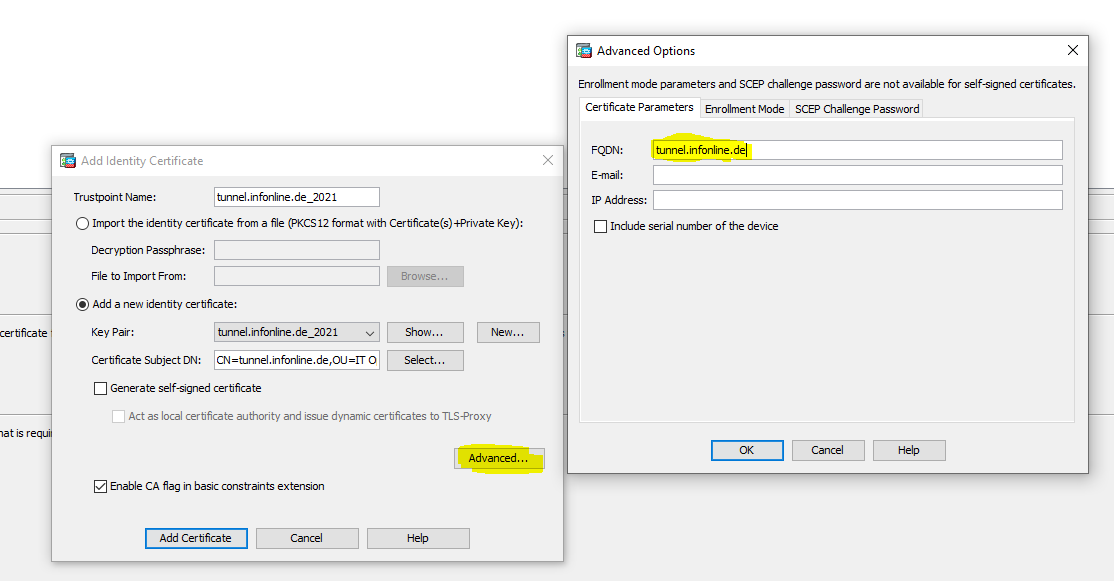 Add Identity Certificate
Trustpoint Name: tunnel.infonline.de_2021
Import the identity certificate from a file (PKCS12 format with Certificate(s)+Private Key):
Decryption Passphrase:
File to Import From: Browse...
Add a new identity certificate:
Key Pair: tunnel.infonline.de_2021 Show... New...
Certificate Subject DN: CN=tunnel.infonline.de,OU=IT O Select...
Generate self-signed certificate
Act as local certificate authority and issue dynamic certificates to TLS-Proxy
Advanced...
Enable CA flag in basic constraints extension
Add Certificate Cancel Help
Advanced Options
Enrollment mode parameters and SCEP challenge password are not available for self-signed certificates.
Certificate Parameters Enrollment Mode SCEP Challenge Password
FQDN: tunnel.infonline.de
E-mail:
IP Address:
Include serial number of the device
OK Cancel Help
certificate